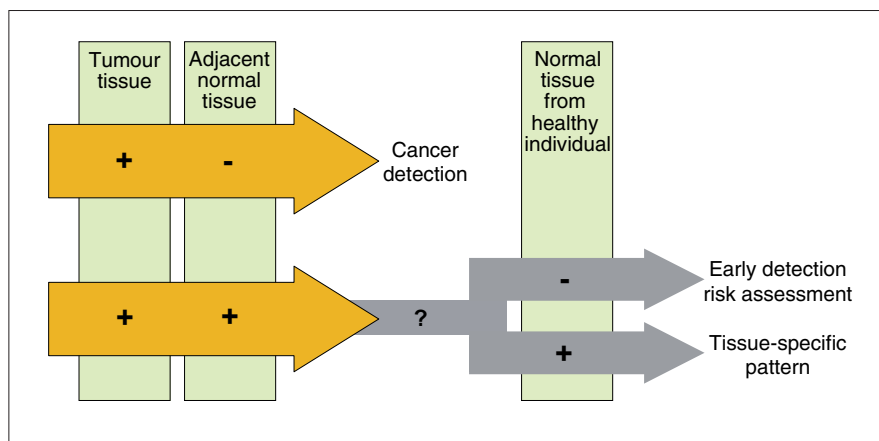 Tumour
tissue
Adjacent
normal
tissue
Normal
tissue
from
healthy
individual
+
-
Cancer
detection
-
Early detection
risk assessment
+
+
?
+
Tissue-specific
pattern